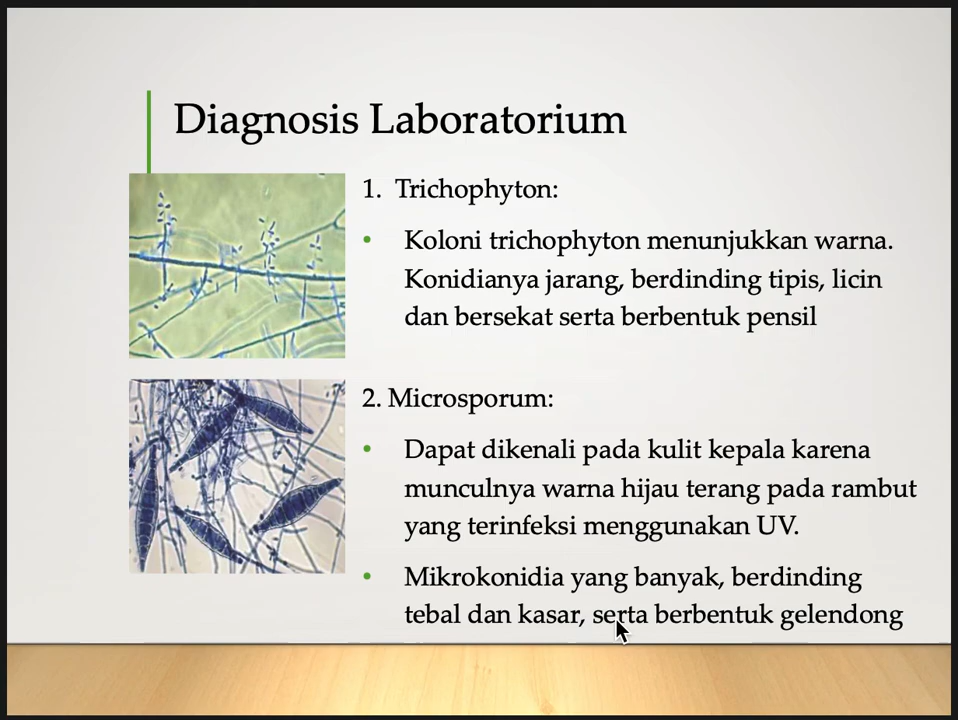 Diagnosis Laboratorium
1. Trichophyton:
• Koloni trichophyton menunjukkan warna.
Konidianya jarang, berdinding tipis, licin
dan bersekat serta berbentuk pensil
2. Microsporum:
• Dapat dikenali pada kulit kepala karena
munculnya warna hijau terang pada rambut
yang terinfeksi menggunakan UV.
• Mikrokonidia yang banyak, berdinding
tebal dan kasar, serta berbentuk gelendong